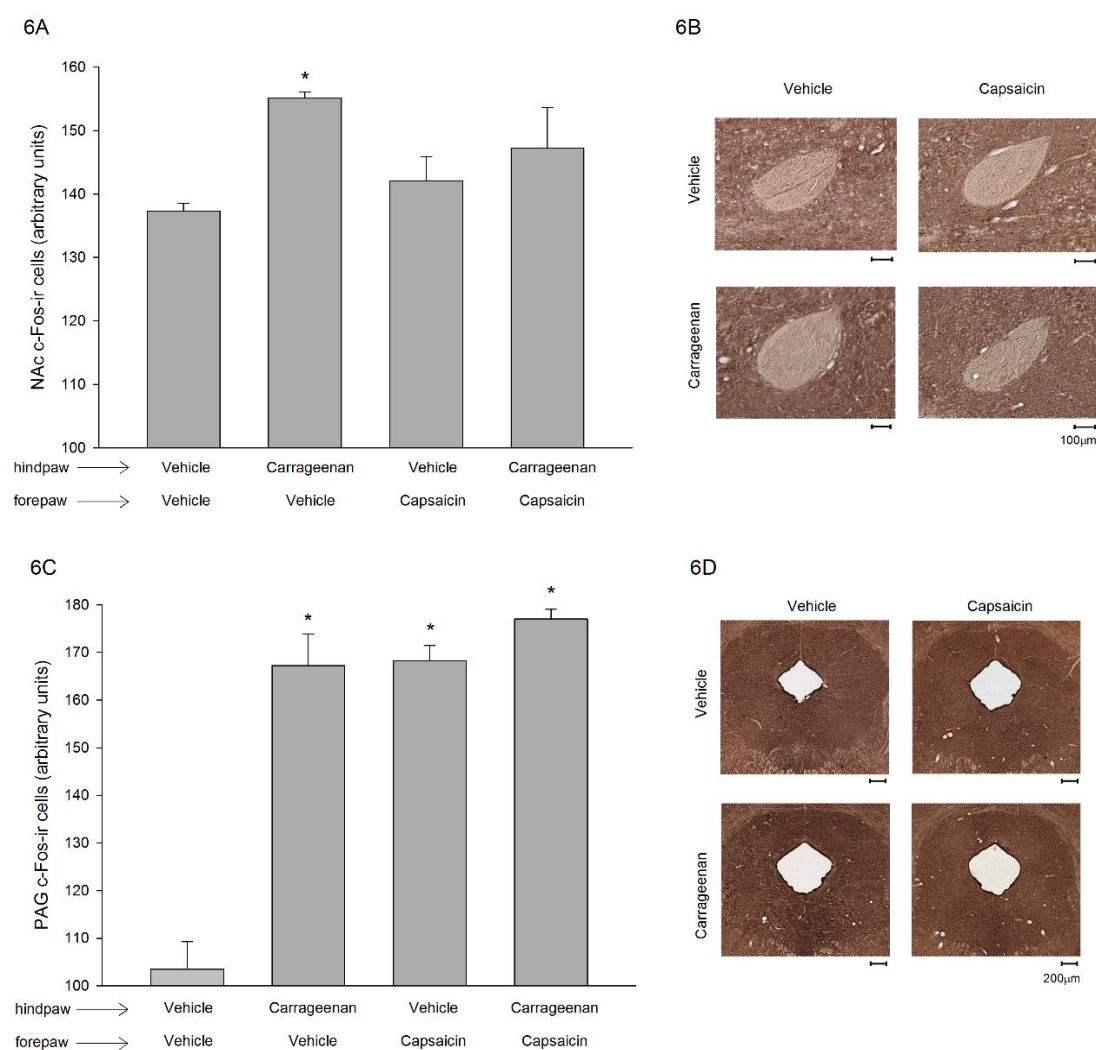 6A
NAc c-Fos-ir cells (arbitrary units)
160
150
140
130
120
110
100
*
hindpaw Vehicle Carrageenan Vehicle Carrageenan
forepaw Vehicle Vehicle Capsaicin Capsaicin
6B
Vehicle Capsaicin
Vehicle
Carrageenan
100µm
6C
PAG c-Fos-ir cells (arbitrary units)
180
170
160
150
140
130
120
110
100
* * *
hindpaw Vehicle Carrageenan Vehicle Carrageenan
forepaw Vehicle Vehicle Capsaicin Capsaicin
6D
Vehicle Capsaicin
Vehicle
Carrageenan
200µm